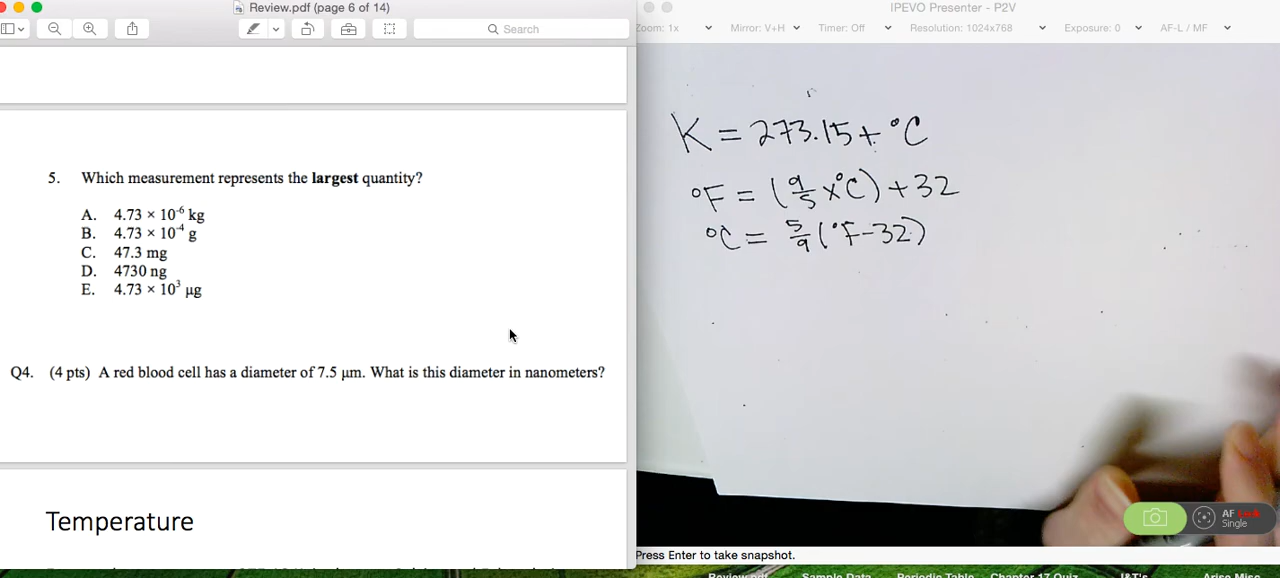 Review.pdf (page 6 of 14)
Search
5. Which measurement represents the largest quantity?
A. 4.73 × 10⁻⁶ kg
B. 4.73 × 10⁻⁴ g
C. 47.3 mg
D. 4730 ng
E. 4.73 × 10³ µg
Q4. (4 pts) A red blood cell has a diameter of 7.5 µm. What is this diameter in nanometers?
Temperature
IPEVO Presenter - P2V
Zoom: 1x Mirror: V+H Timer: Off Resolution: 1024x768 Exposure: 0 AF-L / MF
K = 273.15 + °C
°F = (9/5 x °C) + 32
°C = 5/9 (°F - 32)
AF
Single
Press Enter to take snapshot.
Review.pdf Sample Data Periodic Table Chapter 17 Quiz J&T's Arise Misc